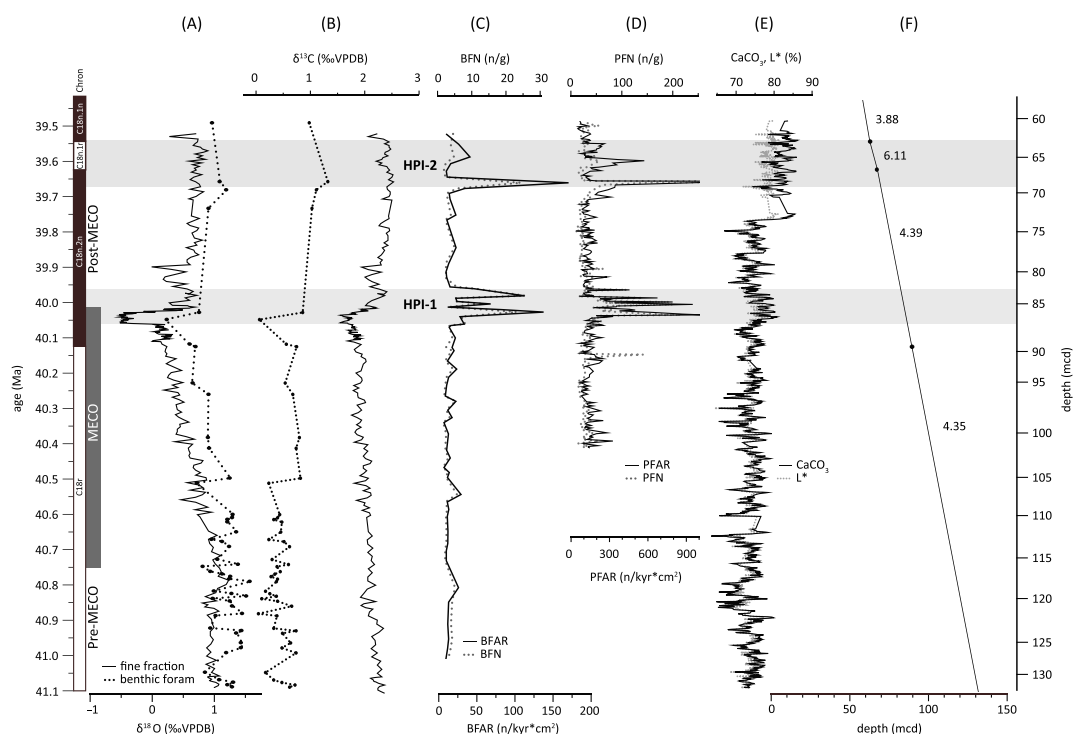 (A) (B) (C) (D) (E) (F)
δ¹³C (‰VPDB) BFN (n/g) PFN (n/g) CaCO₃, L* (%)
0 1 2 3 0 10 20 30 0 100 200 70 80 90
Chron
C18n.1n
C18n.1r
C18n.2n
C18r
Post-MECO
MECO
Pre-MECO
age (Ma)
39.5
39.6
39.7
39.8
39.9
40.0
40.1
40.2
40.3
40.4
40.5
40.6
40.7
40.8
40.9
41.0
41.1
HPI-2
HPI-1
3.88
6.11
4.39
4.35
60
65
70
75
80
85
90
95
100
105
110
115
120
125
130
depth (mcd)
PFAR
PFN
CaCO₃
L*
0 300 600 900
PFAR (n/kyr*cm²)
BFAR
BFN
fine fraction
benthic foram
−1 0 1
δ¹⁸O (‰VPDB)
0 50 100 150 200
BFAR (n/kyr*cm²)
0 50 100 150
depth (mcd)